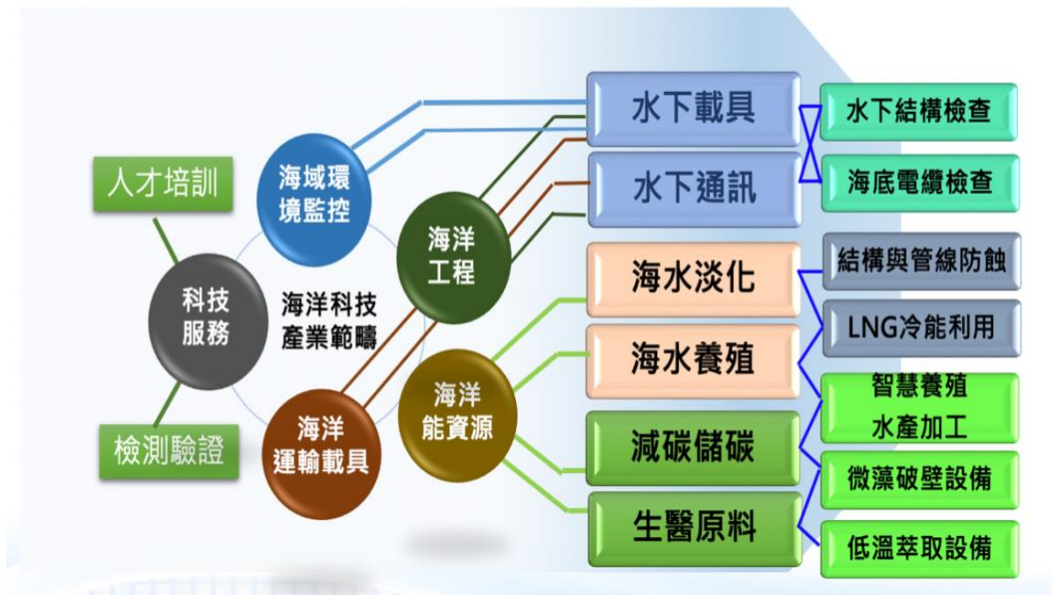 人才培訓
科技
服務
檢測驗證
海域環
境監控
海洋科技
產業範疇
海洋
運輸載具
海洋
工程
海洋
能資源
水下載具
水下通訊
海水淡化
海水養殖
減碳儲碳
生醫原料
水下結構檢查
海底電纜檢查
結構與管線防蝕
LNG冷能利用
智慧養殖
水產加工
微藻破壁設備
低溫萃取設備